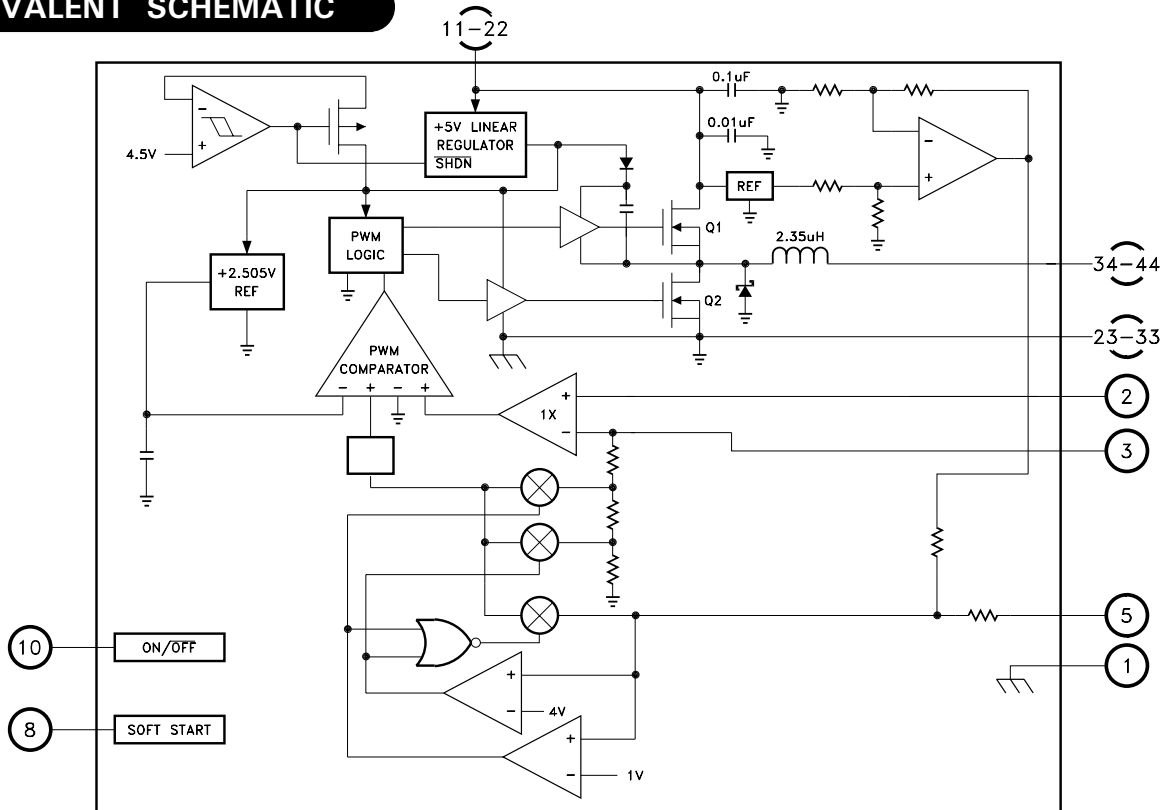 VALENT SCHEMATIC
11-22
0.1uF
+5V LINEAR
REGULATOR
SHDN
0.01uF
4.5V
-
+
-
+
REF
Q1
PWM
LOGIC
2.35uH
34-44
+2.505V
REF
Q2
23-33
PWM
COMPARATOR
- + - +
+
1X
-
2
3
5
10
ON/OFF
1
+
-
4V
8
SOFT START
+
-
1V